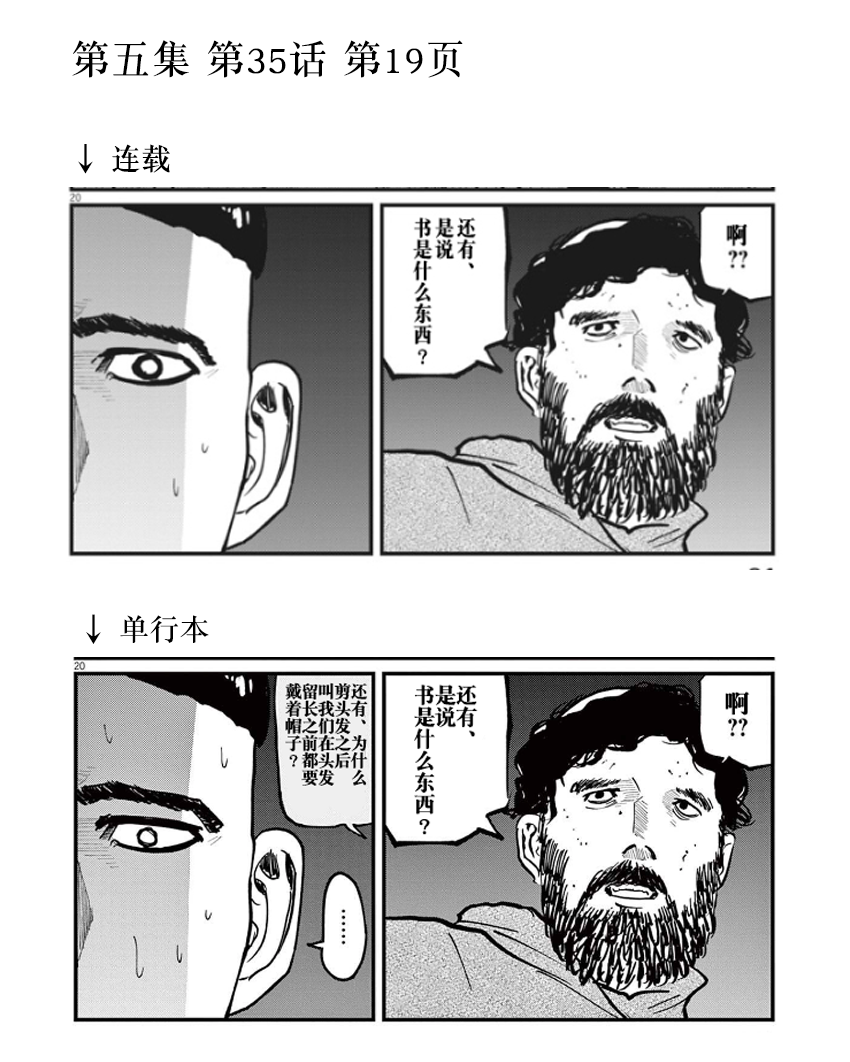 第五集 第35话 第19页
↓ 连载
20
啊
??
还有、
是说
书是什么东西?
↓ 单行本
20
啊
??
还有、
是说
书是什么东西?
还有、为什么
剪头发之后
叫我们在头发
留长之前都要
戴着帽子?
……